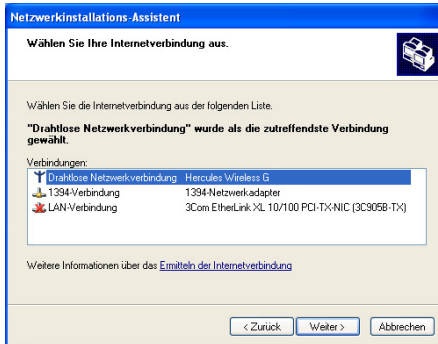 Netzwerkinstallations-Assistent
Wählen Sie Ihre Internetverbindung aus.
Wählen Sie die Internetverbindung aus der folgenden Liste.
"Drahtlose Netzwerkverbindung" wurde als die zutreffendste Verbindung
gewählt.
Verbindungen:
Drahtlose Netzwerkverbindung Hercules Wireless G
1394-Verbindung 1394-Netzwerkadapter
LAN-Verbindung 3Com EtherLink XL 10/100 PCI-TX-NIC (3C905B-TX)
Weitere Informationen über das Ermitteln der Internetverbindung
< Zurück Weiter > Abbrechen